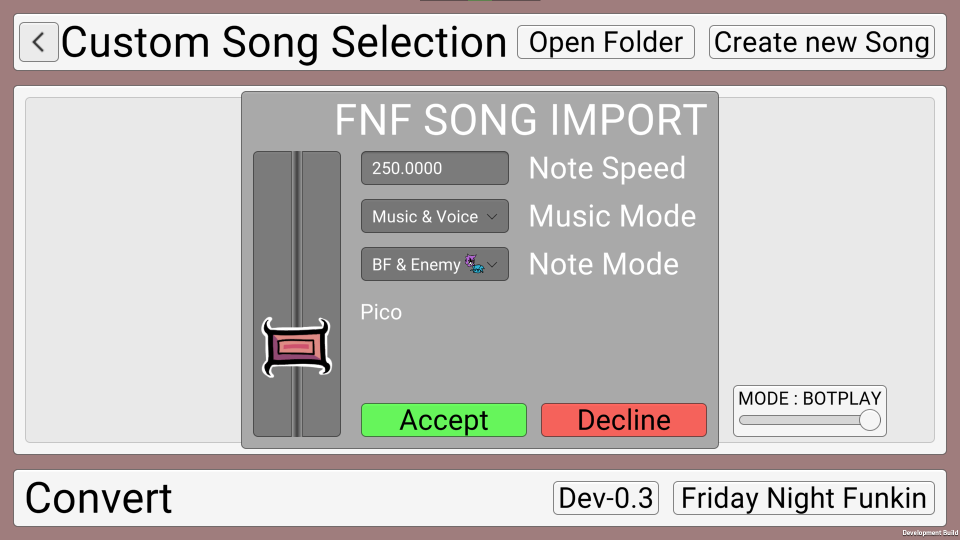 Custom Song Selection
Open Folder
Create new Song
FNF SONG IMPORT
250.0000
Note Speed
Music & Voice
Music Mode
BF & Enemy
Note Mode
Pico
Accept
Decline
MODE : BOTPLAY
Convert
Dev-0.3
Friday Night Funkin
Development Build